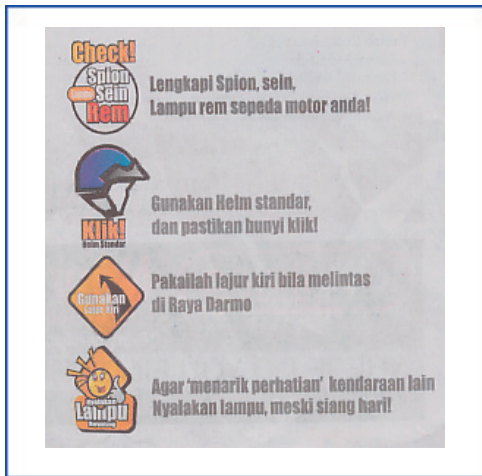 Check!
Spion
Lampu
Sein
Rem
Lengkapi Spion, sein,
Lampu rem sepeda motor anda!
Klik!
Helm Standar
Gunakan Helm standar,
dan pastikan bunyi klik!
Gunakan
Lajur Kiri
Pakailah lajur kiri bila melintas
di Raya Darmo
Nyalakan
Lampu
Agar 'menarik perhatian' kendaraan lain
Nyalakan lampu, meski siang hari!